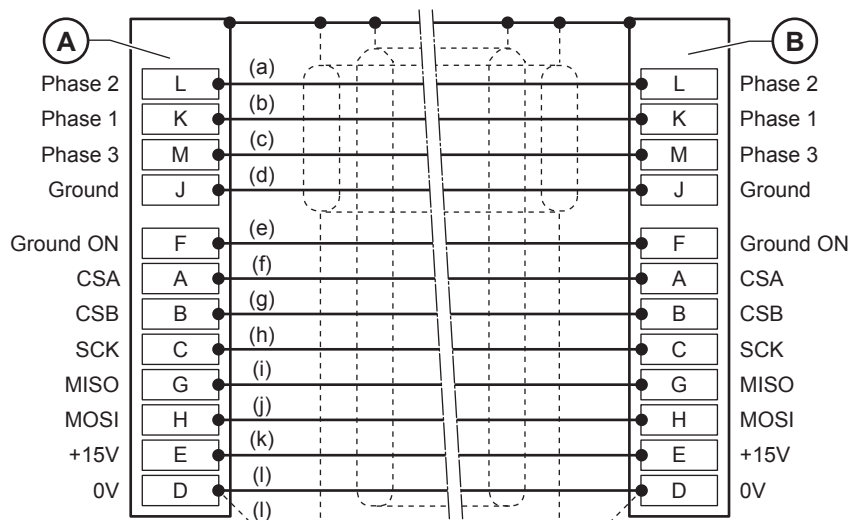 A B
(a)
Phase 2 L L Phase 2
(b)
Phase 1 K K Phase 1
(c)
Phase 3 M M Phase 3
(d)
Ground J J Ground
(e)
Ground ON F F Ground ON
(f)
CSA A A CSA
(g)
CSB B B CSB
(h)
SCK C C SCK
(i)
MISO G G MISO
(j)
MOSI H H MOSI
(k)
+15V E E +15V
(l)
0V D D 0V
(l)